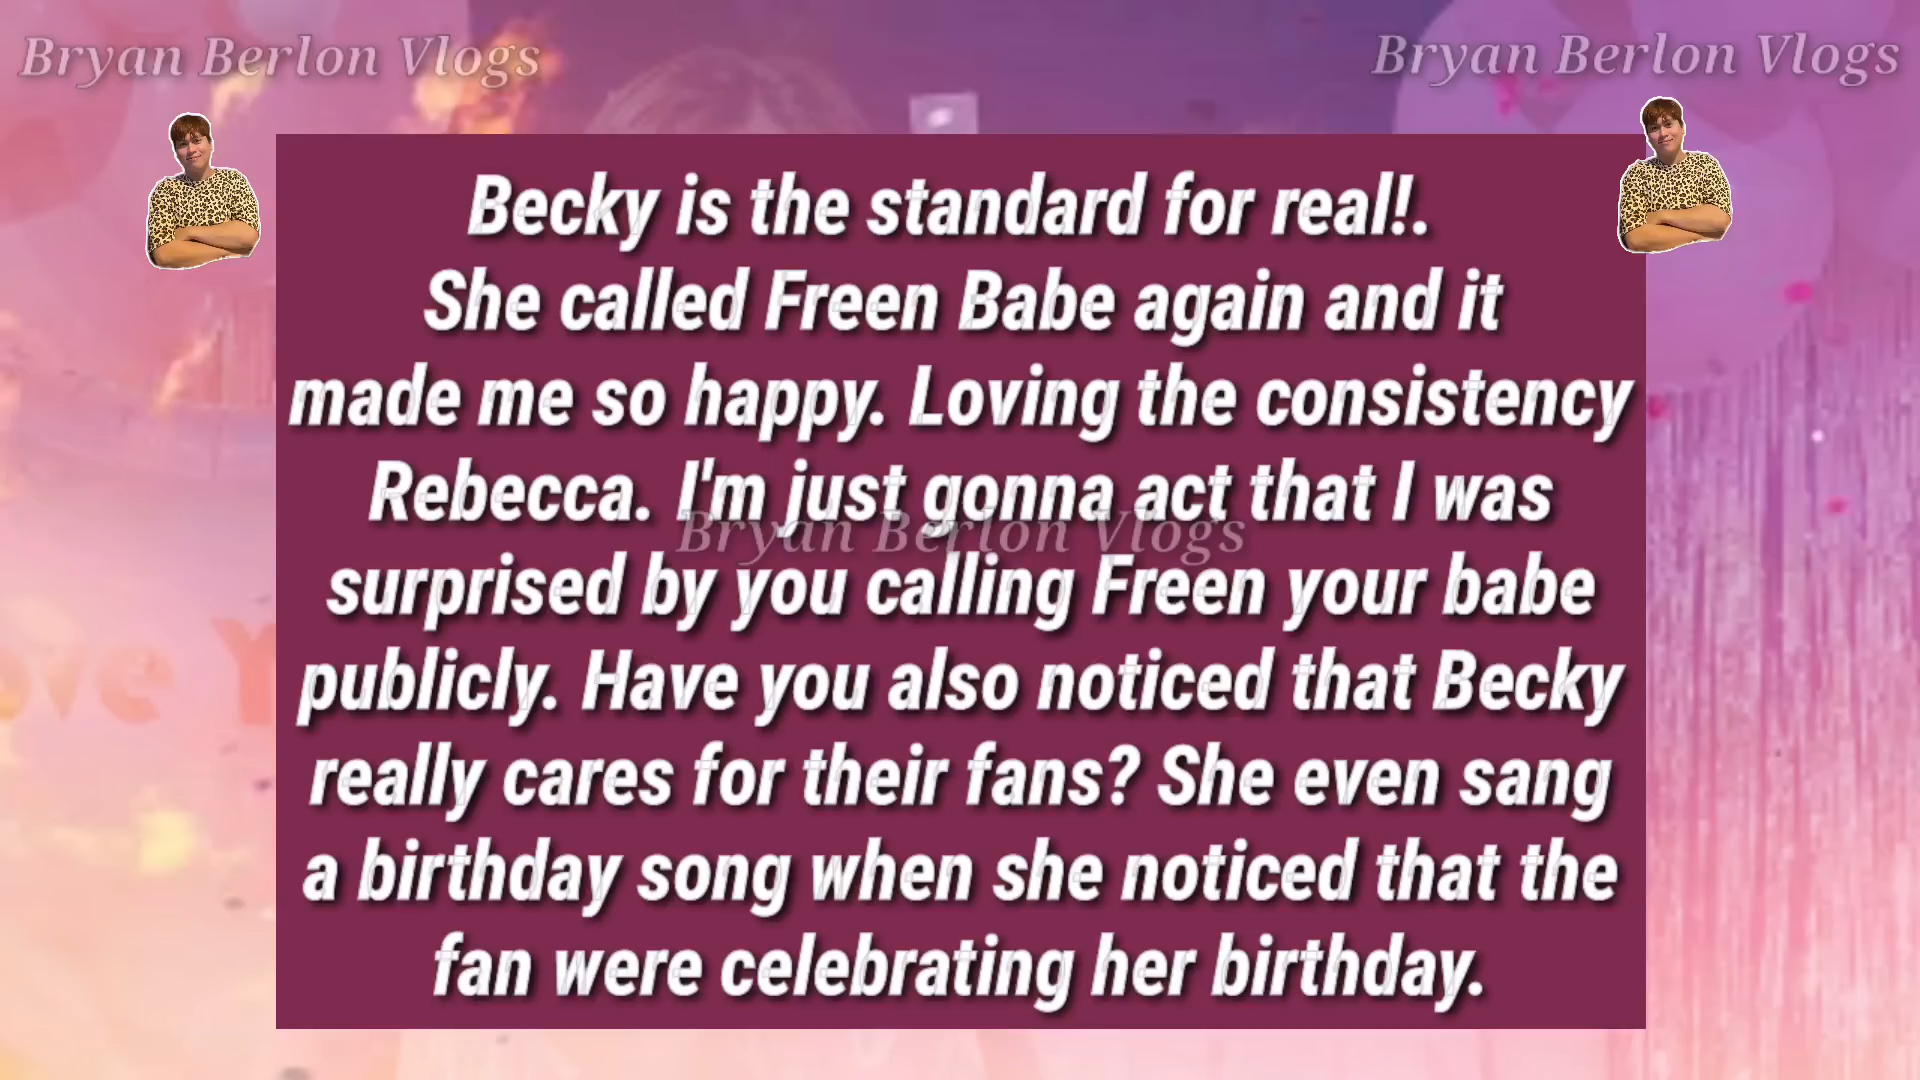 Bryan Berlon Vlogs
Bryan Berlon Vlogs
Becky is the standard for real!.
She called Freen Babe again and it
made me so happy. Loving the consistency
Rebecca. I'm just gonna act that I was
Bryan Berlon Vlogs
surprised by you calling Freen your babe
publicly. Have you also noticed that Becky
really cares for their fans? She even sang
a birthday song when she noticed that the
fan were celebrating her birthday.